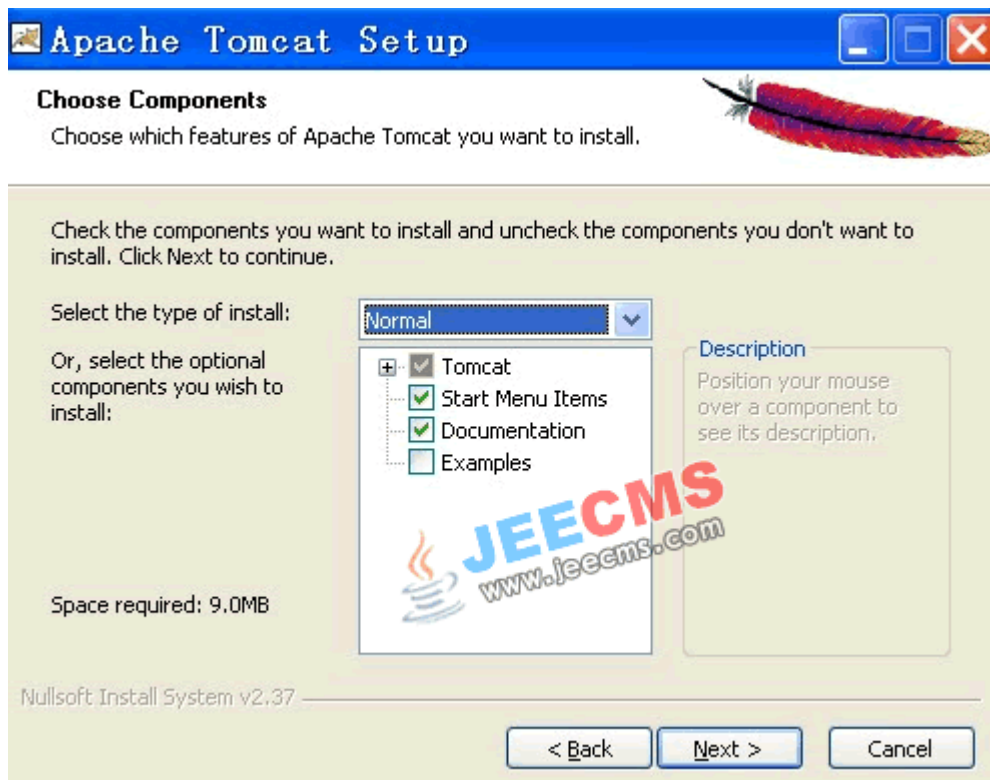 Apache Tomcat Setup
Choose Components
Choose which features of Apache Tomcat you want to install.
Check the components you want to install and uncheck the components you don't want to
install. Click Next to continue.
Select the type of install:
Normal
Or, select the optional
components you wish to
install:
Tomcat
Start Menu Items
Documentation
Examples
Description
Position your mouse
over a component to
see its description.
JEECMS
www.jeecms.com
Space required: 9.0MB
Nullsoft Install System v2.37
< Back
Next >
Cancel